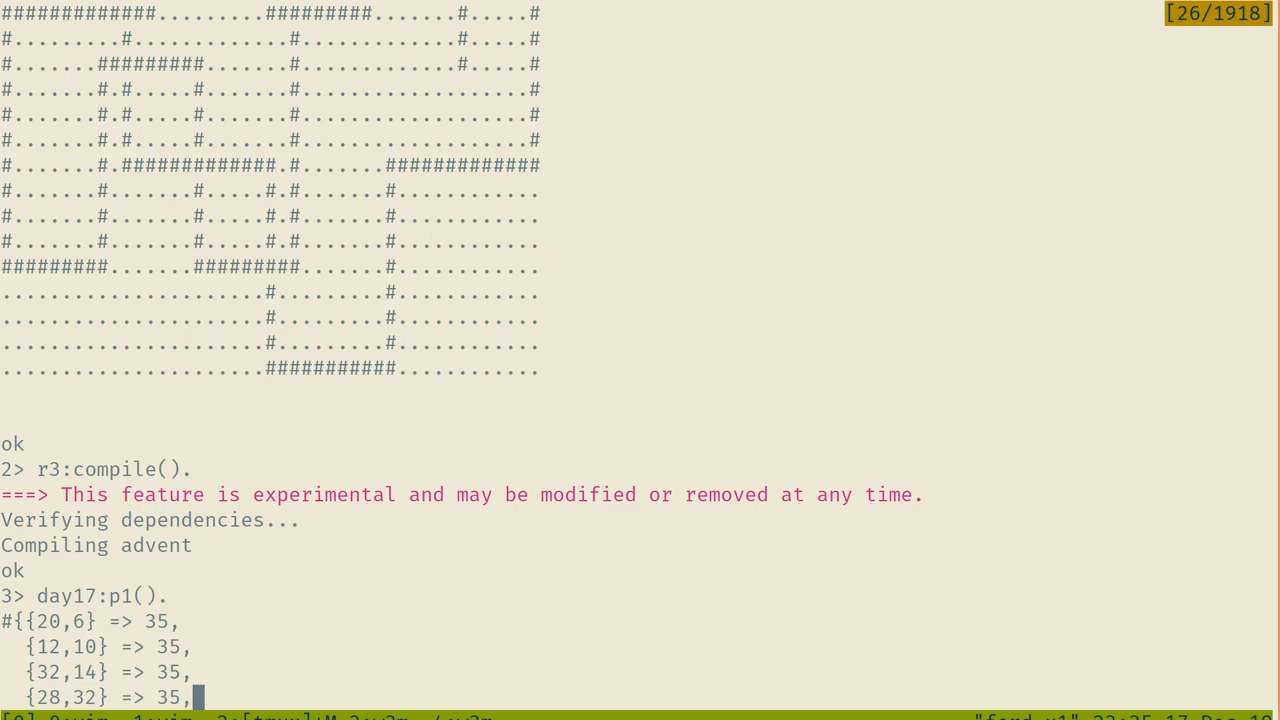 #############.........#########.......#.....#
[26/1918]
#.........#.............#.............#.....#
#.......#########.......#.............#.....#
#.......#.#.....#.......#...................#
#.......#.#.....#.......#...................#
#.......#.#.....#.......#...................#
#.......#.#############.#.......#############
#.......#.......#.....#.#.......#............
#.......#.......#.....#.#.......#............
#.......#.......#.....#.#.......#............
#########.......#########.......#............
......................#.........#............
......................#.........#............
......................#.........#............
......................###########............
ok
2> r3:compile().
===> This feature is experimental and may be modified or removed at any time.
Verifying dependencies...
Compiling advent
ok
3> day17:p1().
#{{20,6} => 35,
{12,10} => 35,
{32,14} => 35,
{28,32} => 35,